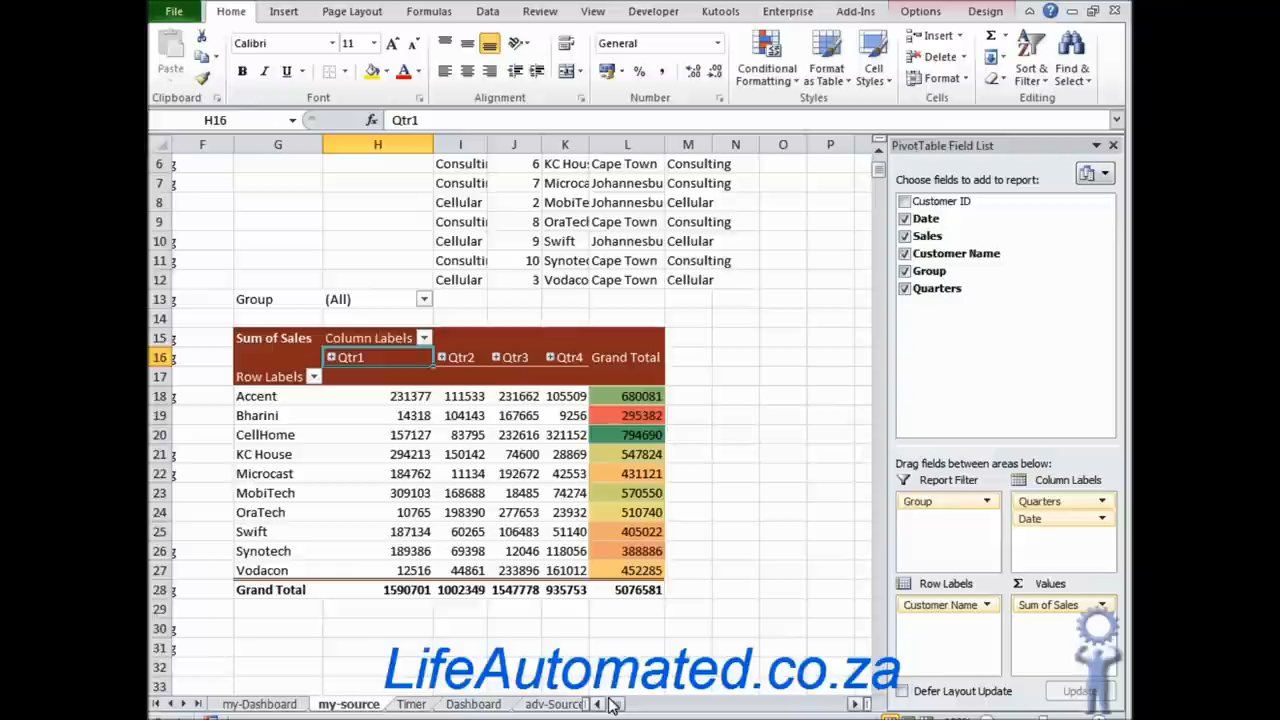 File Home Insert Page Layout Formulas Data Review View Developer Kutools Enterprise Add-Ins Options Design
Calibri 11 General
Paste
B I U A % ,
Conditional Formatting
Format as Table
Cell Styles
Insert
Delete
Format
Sort & Filter
Find & Select
Clipboard Font Alignment Number Styles Cells Editing
H16 fx Qtr1
F G H I J K L M N O P
6 g Consulti 6 KC Hou Cape Town Consulting
7 g Consulti 7 Microca Johannesbu Consulting
8 Cellular 2 MobiTe Johannesbu Cellular
9 Consulti 8 OraTech Cape Town Consulting
10 g Cellular 9 Swift Johannesbu Cellular
11 g Consulti 10 Synotec Cape Town Consulting
12 Cellular 3 Vodaco Cape Town Cellular
13 g Group (All)
14
15 g Sum of Sales Column Labels
16 g Qtr1 Qtr2 Qtr3 Qtr4 Grand Total
17 Row Labels
18 g Accent 231377 111533 231662 105509 680081
19 Bharini 14318 104143 167665 9256 295382
20 CellHome 157127 83795 232616 321152 794690
21 g KC House 294213 150142 74600 28869 547824
22 g Microcast 184762 11134 192672 42553 431121
23 MobiTech 309103 168688 18485 74274 570550
24 OraTech 10765 198390 277653 23932 510740
25 Swift 187134 60265 106483 51140 405022
26 g Synotech 189386 69398 12046 118056 388886
27 Vodacon 12516 44861 233896 161012 452285
28 g Grand Total 1590701 1002349 1547778 935753 5076581
29
30 g
31 g
32
33
PivotTable Field List
Choose fields to add to report:
Customer ID
Date
Sales
Customer Name
Group
Quarters
Drag fields between areas below:
Report Filter Column Labels
Group Quarters
Date
Row Labels Σ Values
Customer Name Sum of Sales
Defer Layout Update Update
LifeAutomated.co.za
my-Dashboard my-source Timer Dashboard adv-Source